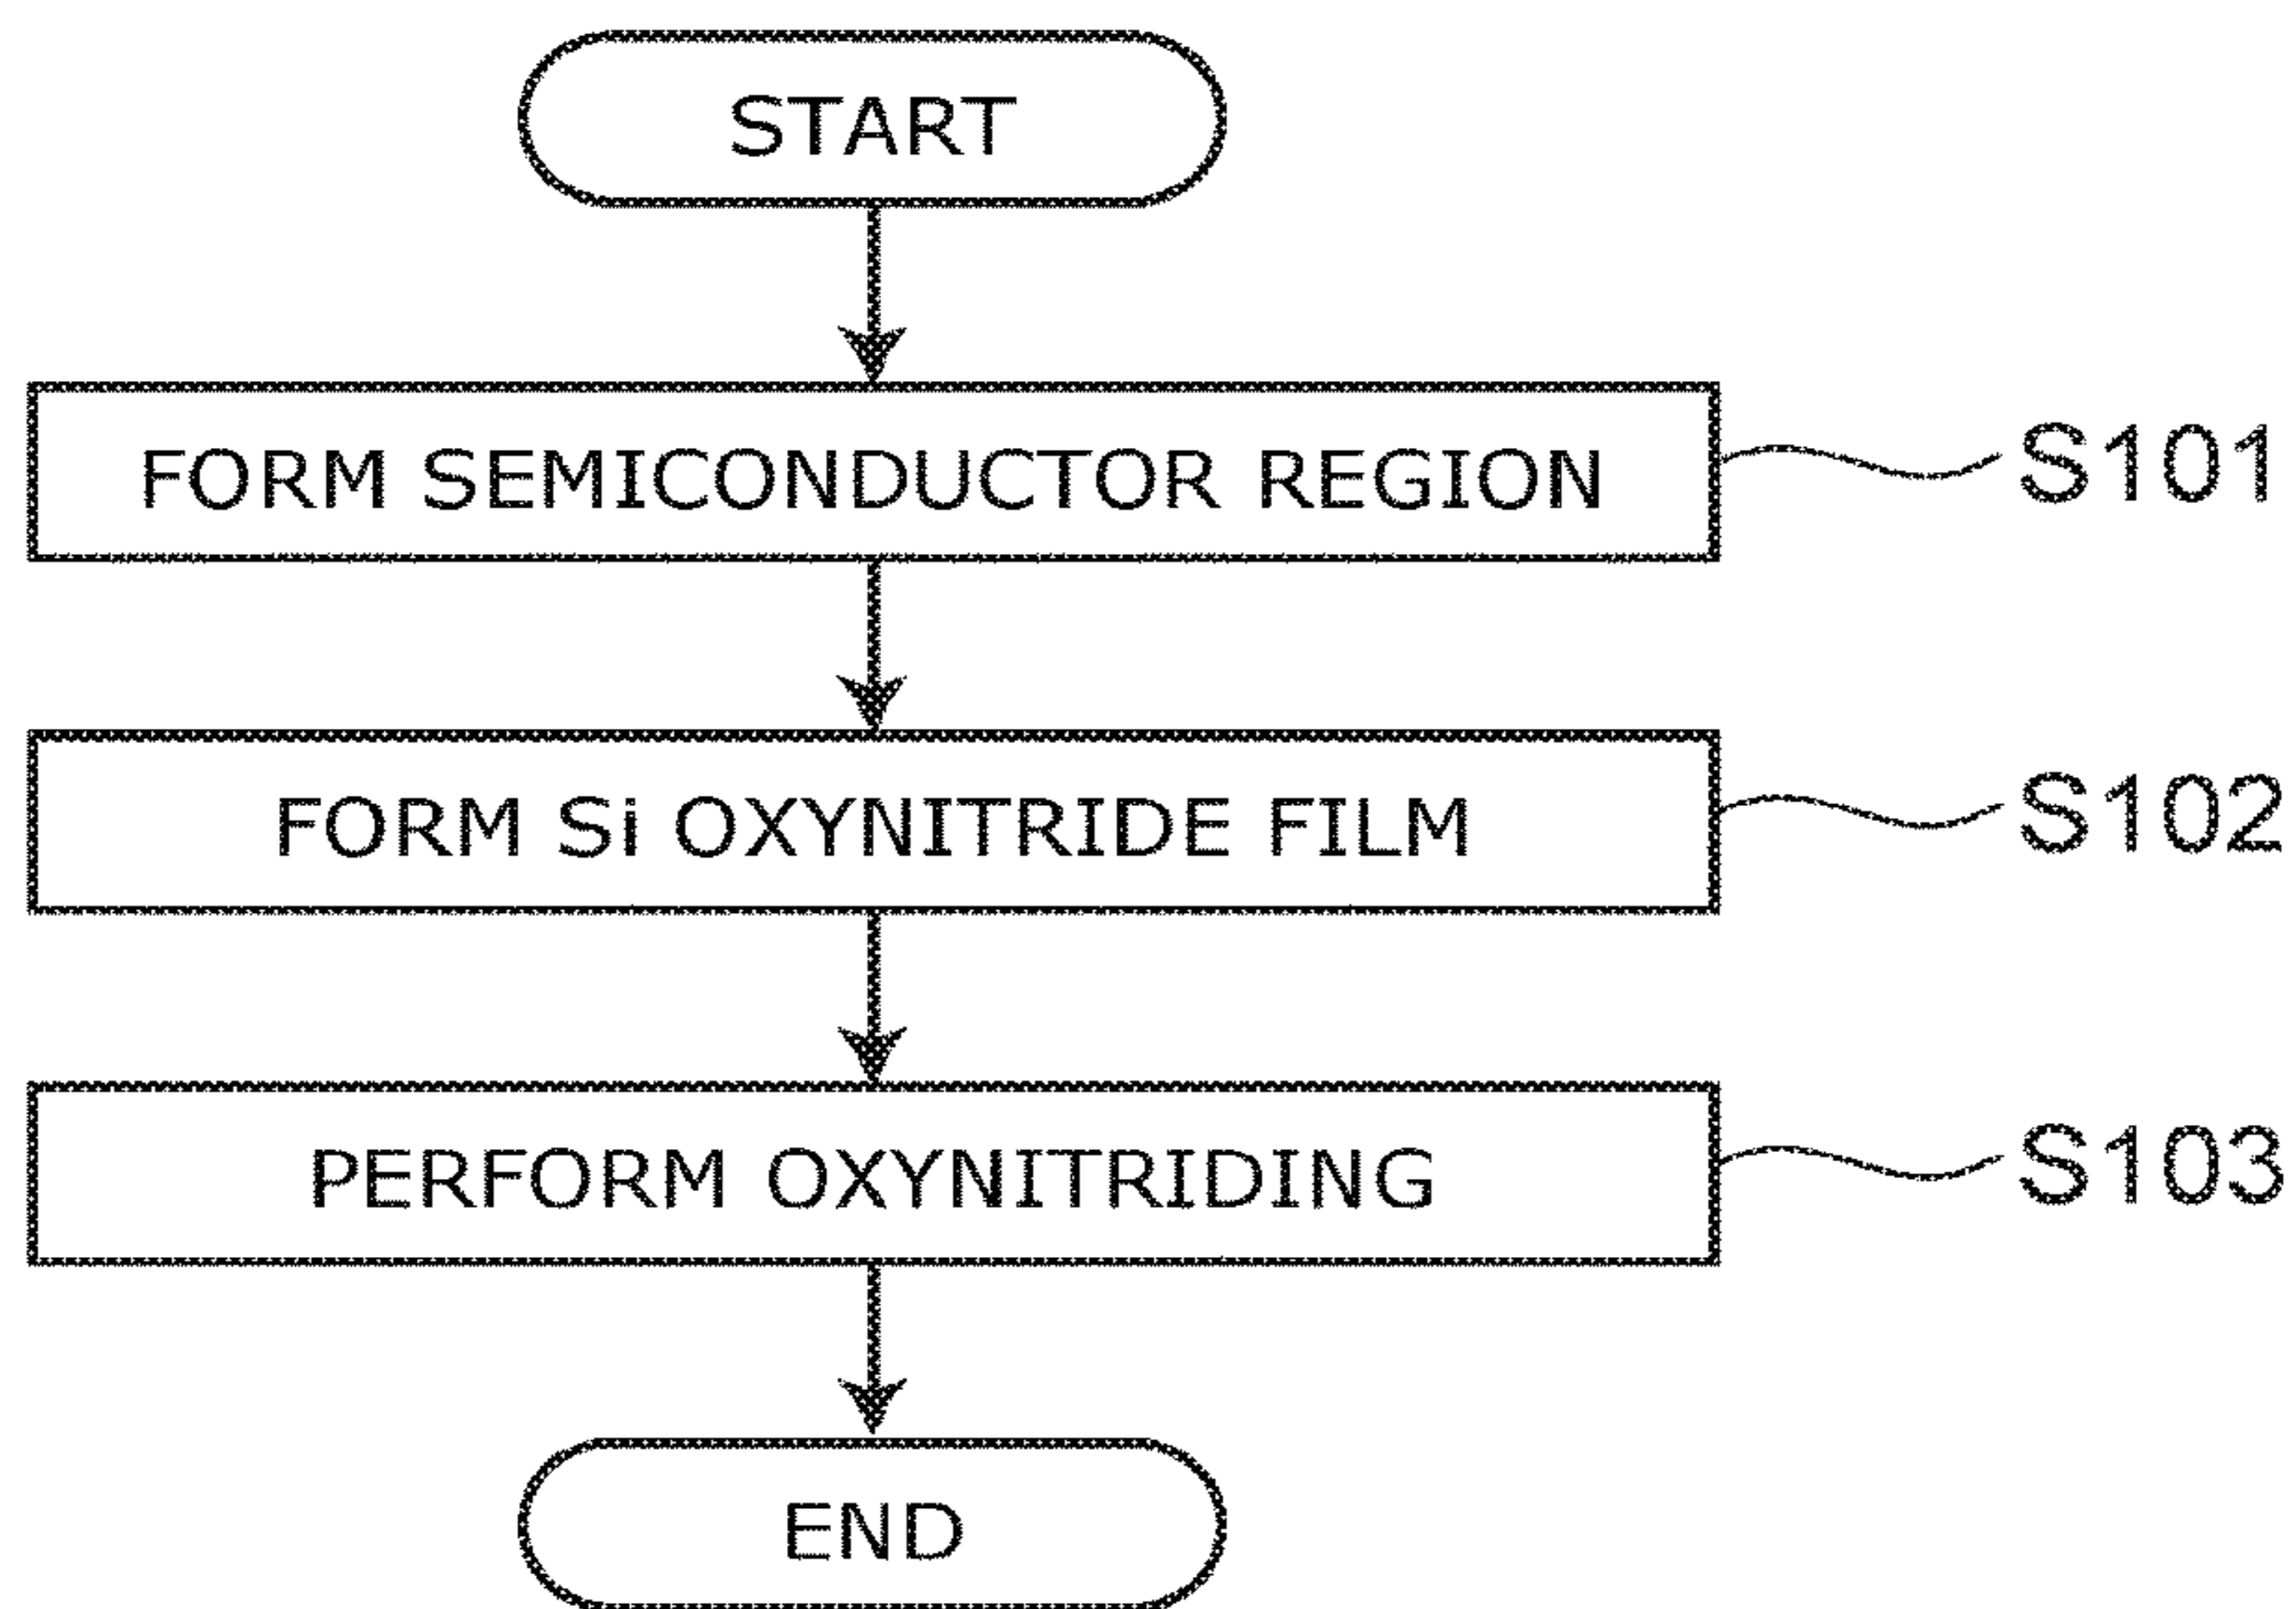 START
FORM SEMICONDUCTOR REGION S101
FORM Si OXYNITRIDE FILM S102
PERFORM OXYNITRIDING S103
END